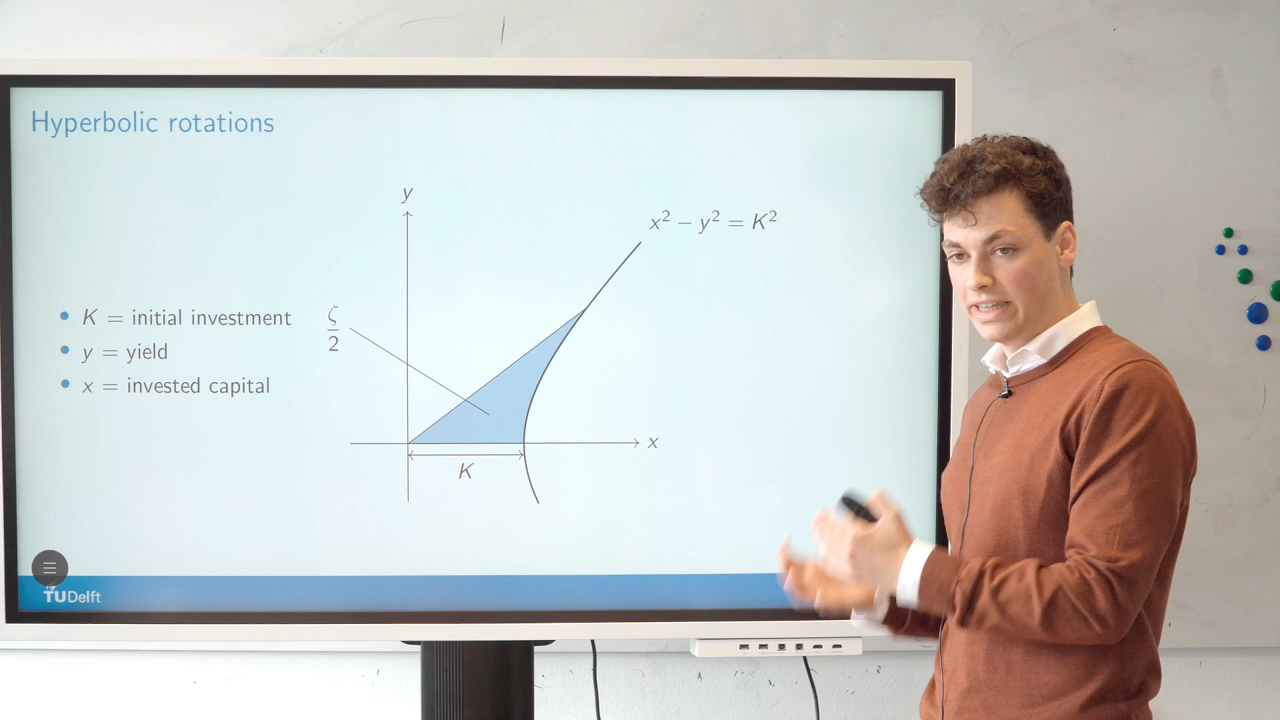 Hyperbolic rotations
y
x² − y² = K²
• K = initial investment
• y = yield
• x = invested capital
ζ/2
x
K
TUDelft